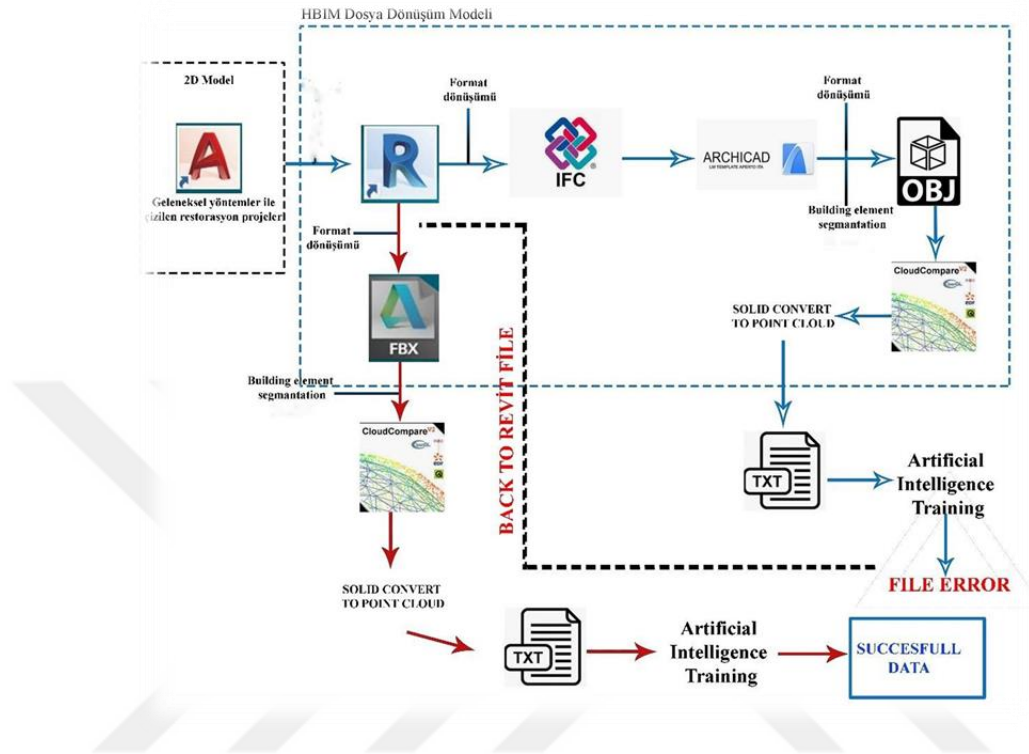 HBIM Dosya Dönüşüm Modeli
2D Model
Geleneksel yöntemler ile
çizilen restorasyon projeleri
Format
dönüşümü
IFC
ARCHICAD
Format
dönüşümü
OBJ
Building element
segmantation
Format
dönüşümü
FBX
CloudCompare
SOLID CONVERT
TO POINT CLOUD
Building element
segmantation
CloudCompare
BACK TO REVİT FİLE
TXT
Artificial
Intelligence
Training
FILE ERROR
SOLID CONVERT
TO POINT CLOUD
TXT
Artificial
Intelligence
Training
SUCCESFULL
DATA